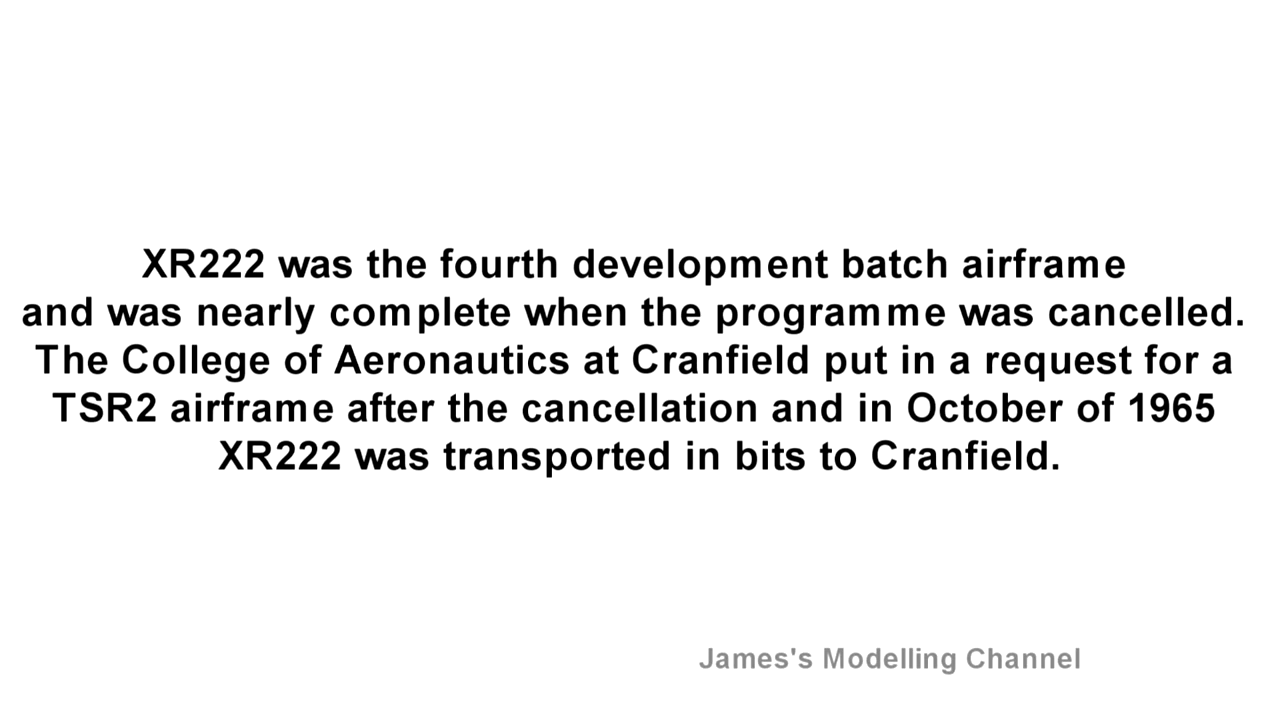 XR222 was the fourth development batch airframe
and was nearly complete when the programme was cancelled.
The College of Aeronautics at Cranfield put in a request for a
TSR2 airframe after the cancellation and in October of 1965
XR222 was transported in bits to Cranfield.
James's Modelling Channel